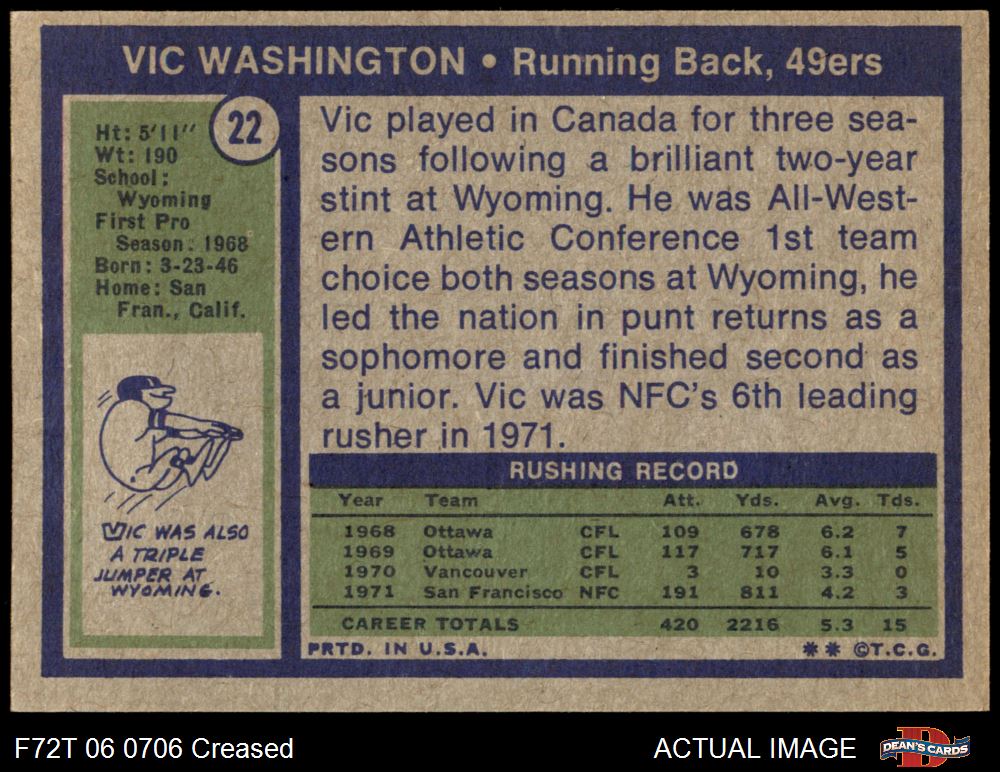 VIC WASHINGTON • Running Back, 49ers
22
Ht: 5'11"
Wt: 190
School:
Wyoming
First Pro
Season: 1968
Born: 3-23-46
Home: San
Fran., Calif.
VIC WAS ALSO
A TRIPLE
JUMPER AT
WYOMING.
Vic played in Canada for three sea-
sons following a brilliant two-year
stint at Wyoming. He was All-West-
ern Athletic Conference 1st team
choice both seasons at Wyoming, he
led the nation in punt returns as a
sophomore and finished second as
a junior. Vic was NFC's 6th leading
rusher in 1971.
RUSHING RECORD
Year Team Att. Yds. Avg. Tds.
1968 Ottawa CFL 109 678 6.2 7
1969 Ottawa CFL 117 717 6.1 5
1970 Vancouver CFL 3 10 3.3 0
1971 San Francisco NFC 191 811 4.2 3
CAREER TOTALS 420 2216 5.3 15
PRTD. IN U.S.A. ** ©T.C.G.
F72T 06 0706 Creased ACTUAL IMAGE
D
DEAN'S CARDS